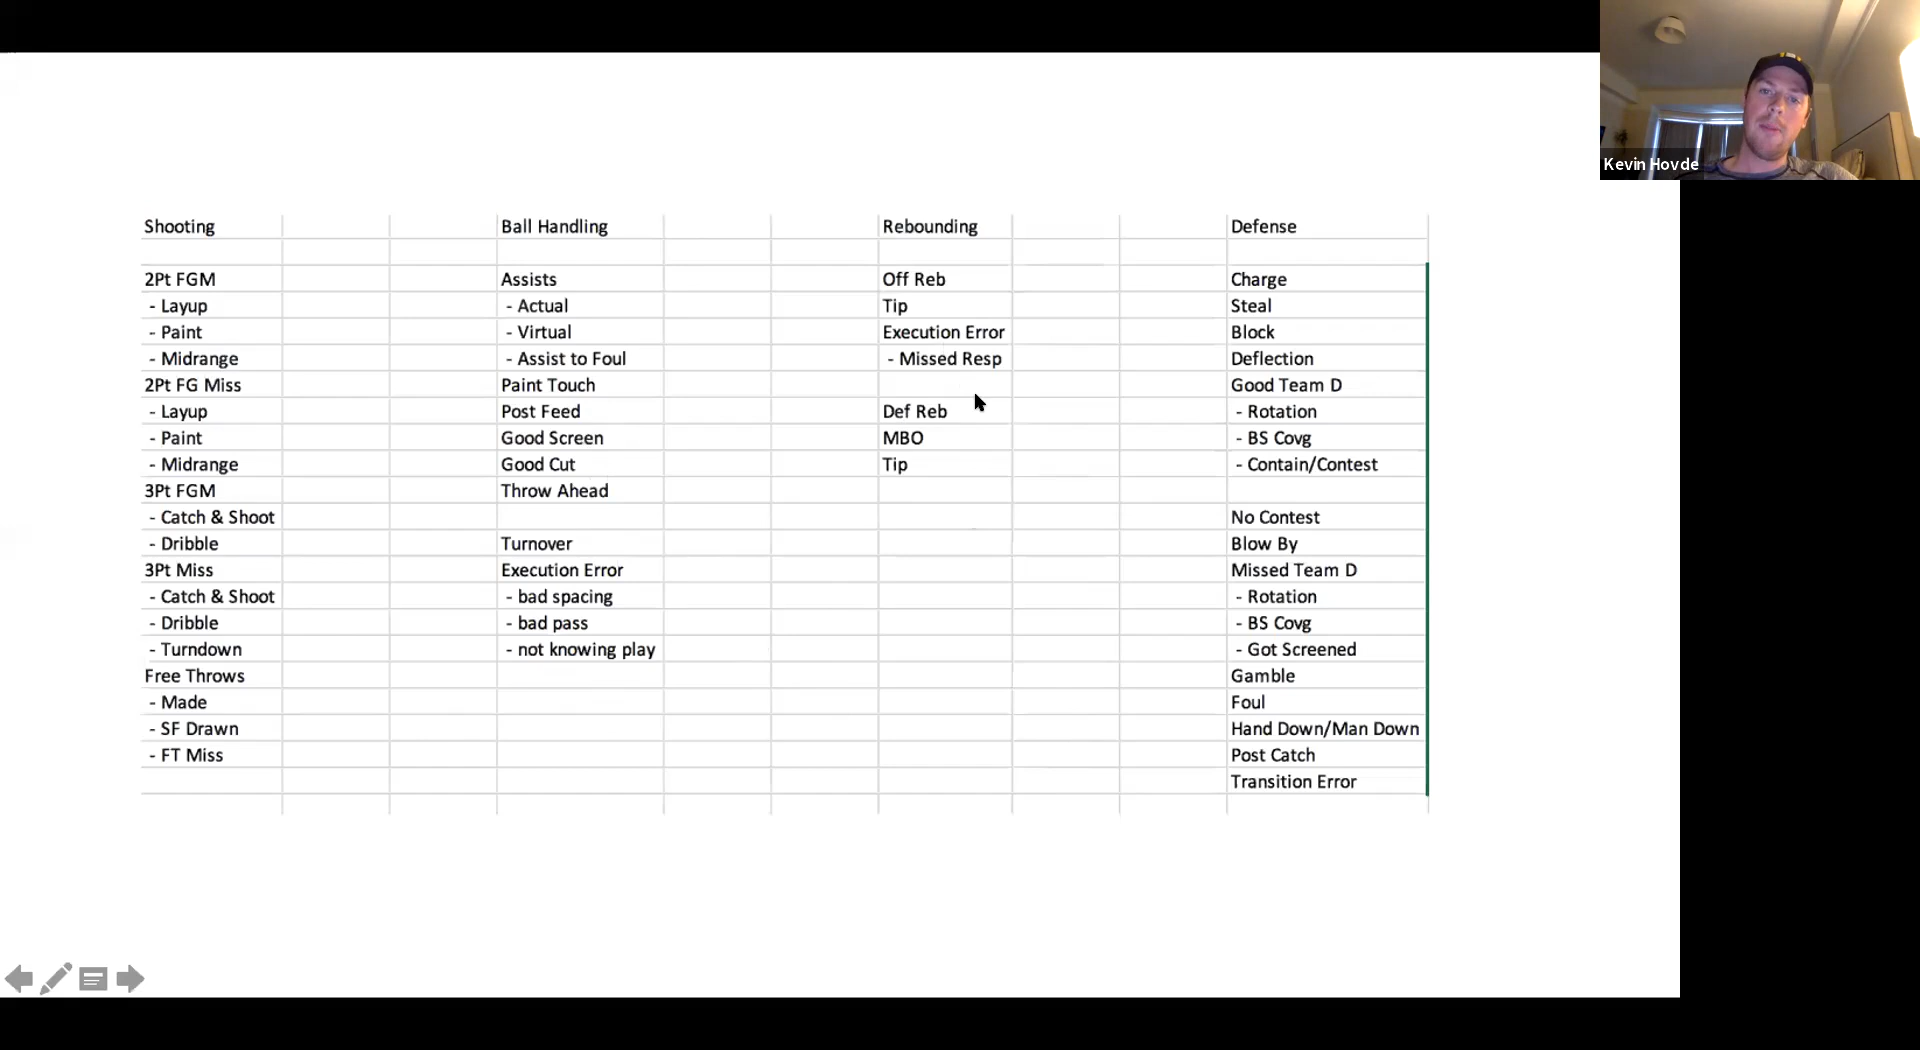 Kevin Hovde
Shooting Ball Handling Rebounding Defense
2Pt FGM Assists Off Reb Charge
- Layup - Actual Tip Steal
- Paint - Virtual Execution Error Block
- Midrange - Assist to Foul - Missed Resp Deflection
2Pt FG Miss Paint Touch Good Team D
- Layup Post Feed Def Reb - Rotation
- Paint Good Screen MBO - BS Covg
- Midrange Good Cut Tip - Contain/Contest
3Pt FGM Throw Ahead
- Catch & Shoot No Contest
- Dribble Turnover Blow By
3Pt Miss Execution Error Missed Team D
- Catch & Shoot - bad spacing - Rotation
- Dribble - bad pass - BS Covg
- Turndown - not knowing play - Got Screened
Free Throws Gamble
- Made Foul
- SF Drawn Hand Down/Man Down
- FT Miss Post Catch
Transition Error